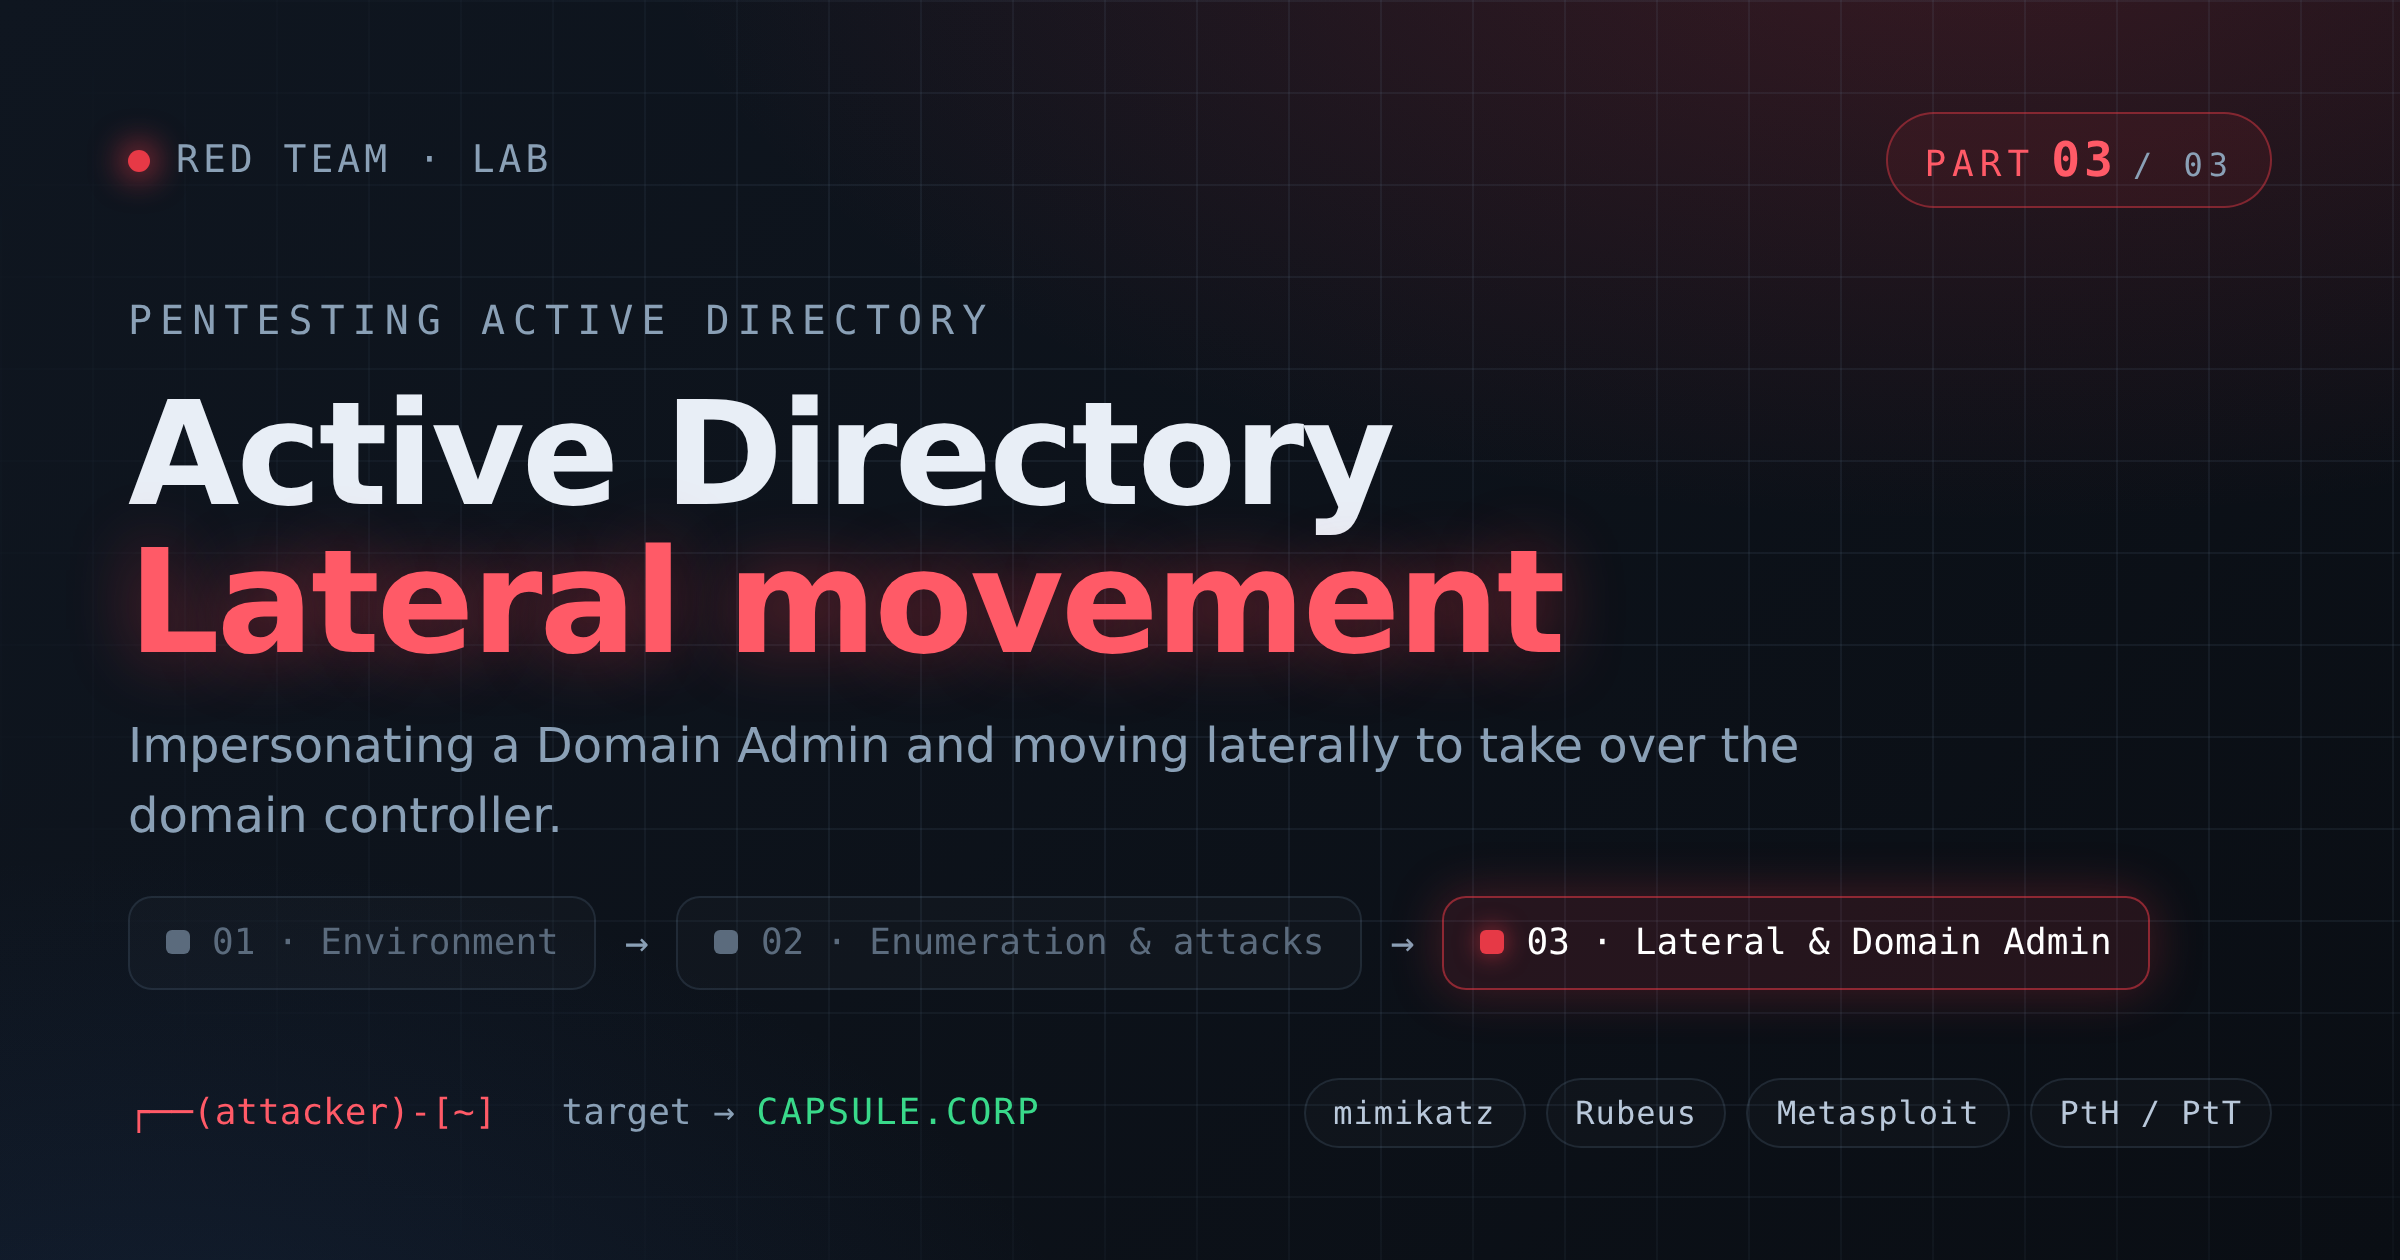 RED TEAM · LAB
PART 03 / 03
PENTESTING ACTIVE DIRECTORY
Active Directory
Lateral movement
Impersonating a Domain Admin and moving laterally to take over the
domain controller.
01 · Environment → 02 · Enumeration & attacks → 03 · Lateral & Domain Admin
┌──(attacker)-[~] target → CAPSULE.CORP
mimikatz Rubeus Metasploit PtH / PtT